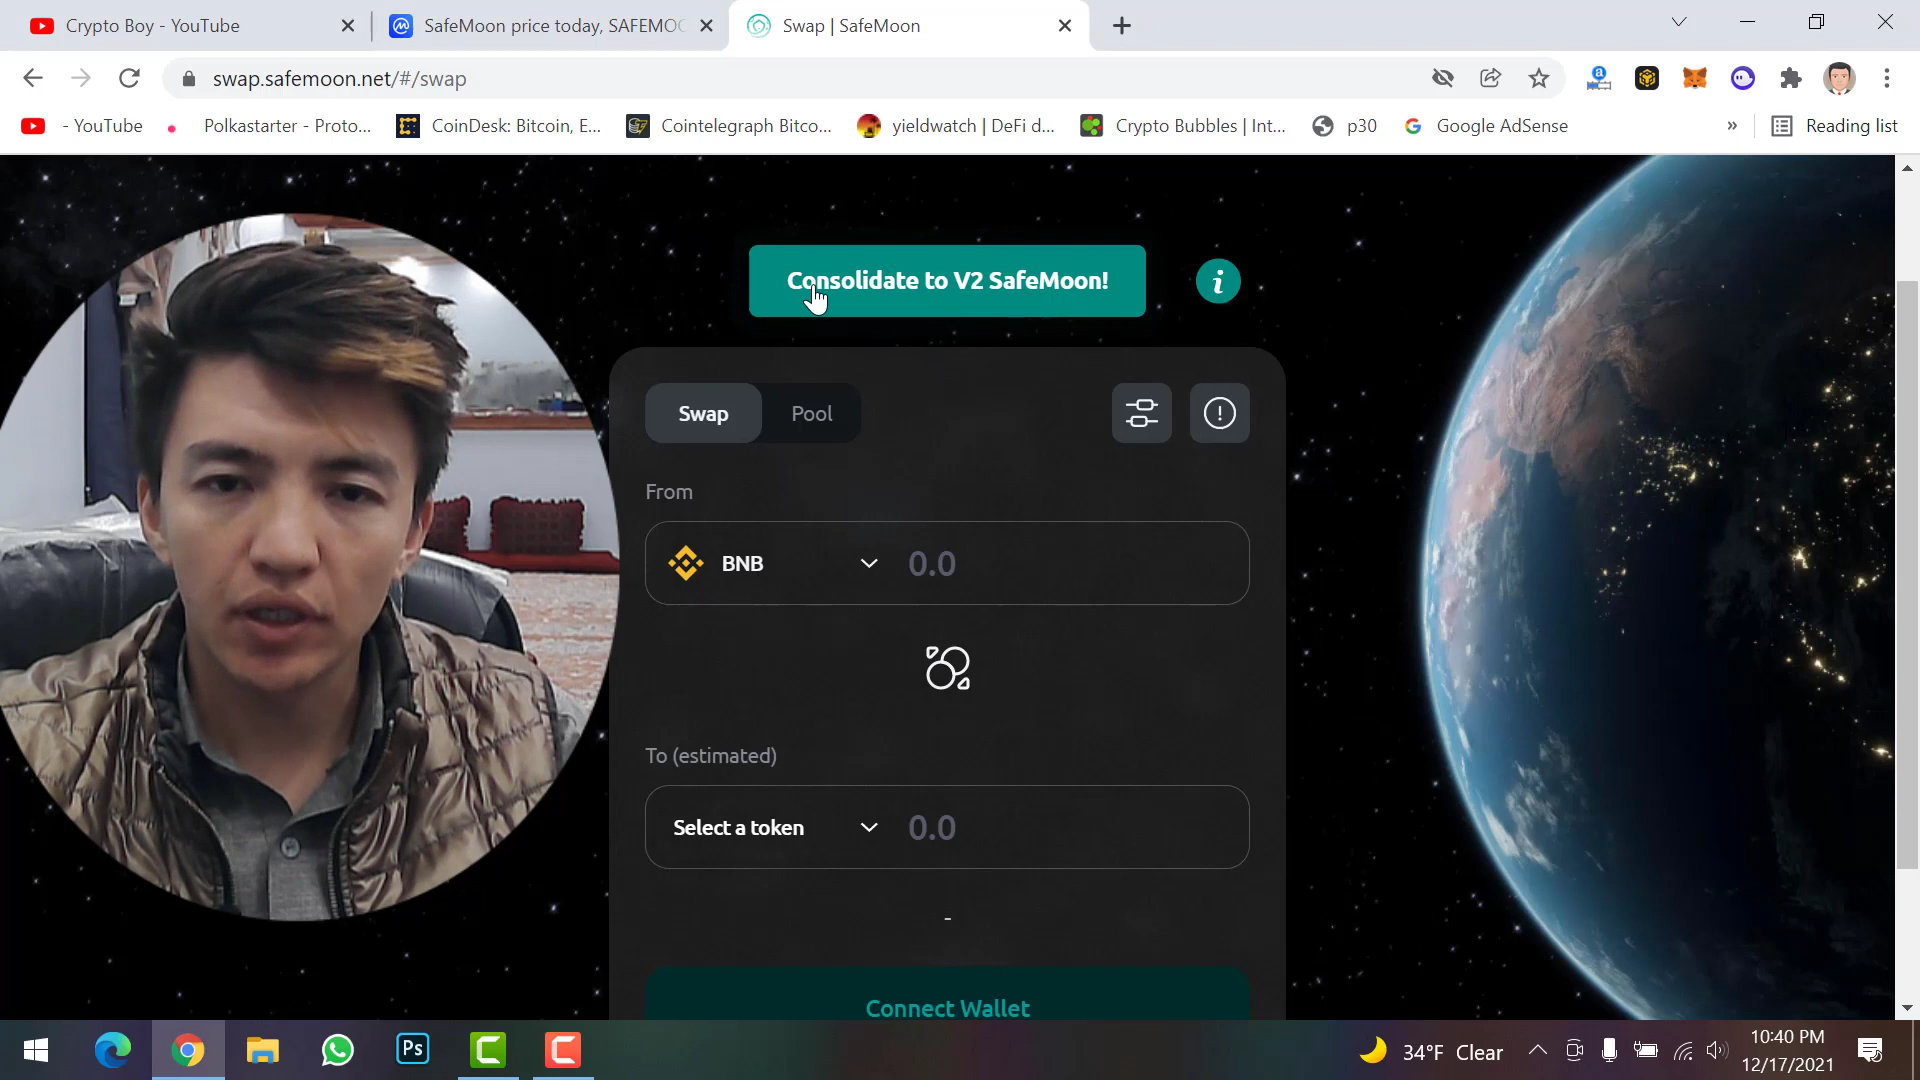 Crypto Boy - YouTube
SafeMoon price today, SAFEMOO
Swap | SafeMoon
swap.safemoon.net/#/swap
- YouTube
Polkastarter - Proto...
CoinDesk: Bitcoin, E...
Cointelegraph Bitco...
yieldwatch | DeFi d...
Crypto Bubbles | Int...
p30
Google AdSense
»
Reading list
Consolidate to V2 SafeMoon!
i
Swap
Pool
From
BNB
0.0
To (estimated)
Select a token
0.0
-
Connect Wallet
Ps
34°F Clear
10:40 PM
12/17/2021